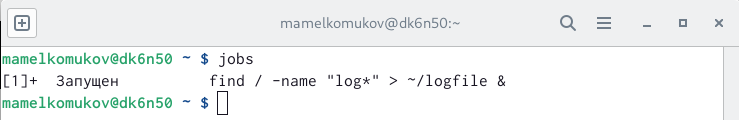 mamelkomukov@dk6n50:~
mamelkomukov@dk6n50 ~ $ jobs
[1]+  Запущен          find / -name "log*" > ~/logfile &
mamelkomukov@dk6n50 ~ $